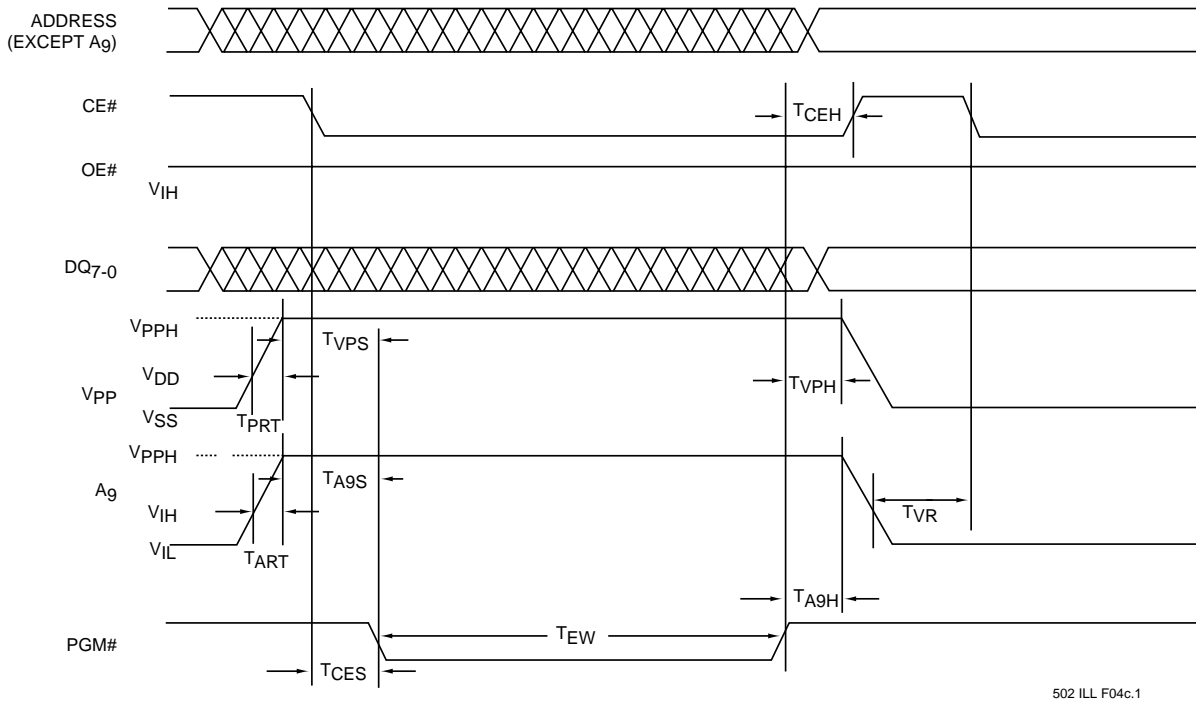 ADDRESS
(EXCEPT A9)
CE#
TCEH
OE#
VIH
DQ7-0
VPPH
TVPS
VDD
TVPH
VPP
VSS
TPRT
VPPH
TA9S
A9
VIH
TVR
VIL
TART
TA9H
TEW
PGM#
TCES
502 ILL F04c.1